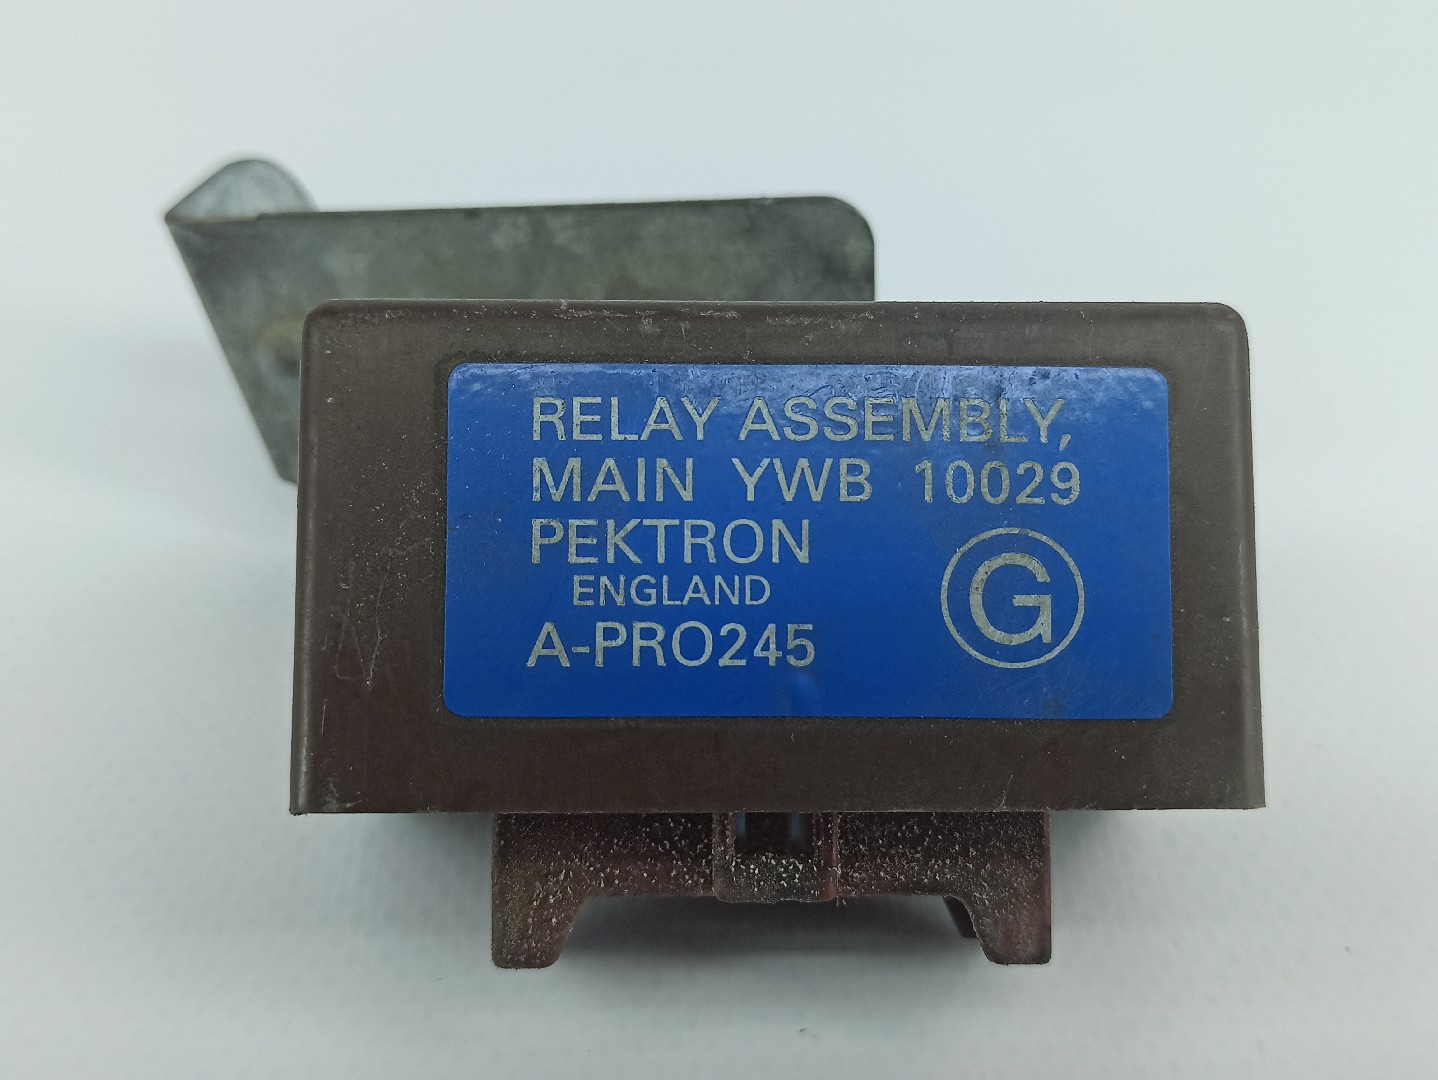 RELAY ASSEMBLY,
MAIN YWB 10029
PEKTRON
ENGLAND
A-PRO245
G